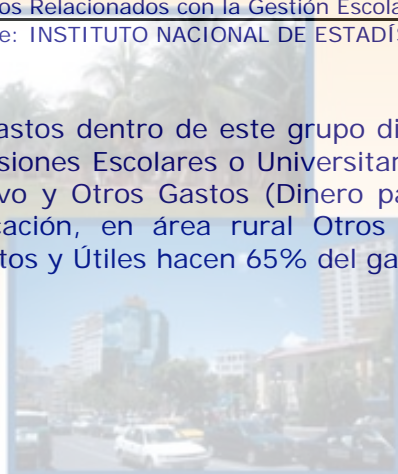 os Relacionados con la Gestión Escola
e: INSTITUTO NACIONAL DE ESTADÍS
astos dentro de este grupo di
siones Escolares o Universitar
vo y Otros Gastos (Dinero pa
cación, en área rural Otros
tos y Útiles hacen 65% del ga